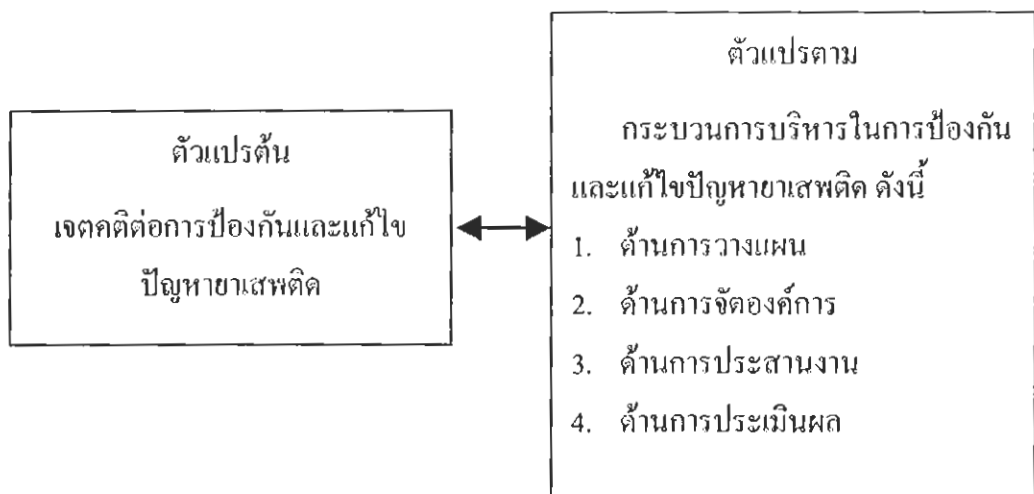 ตัวแปรต้น
เจตคติต่อการป้องกันและแก้ไข
ปัญหายาเสพติด
ตัวแปรตาม
กระบวนการบริหารในการป้องกัน
และแก้ไขปัญหายาเสพติด ดังนี้
1. ด้านการวางแผน
2. ด้านการจัดองค์การ
3. ด้านการประสานงาน
4. ด้านการประเมินผล